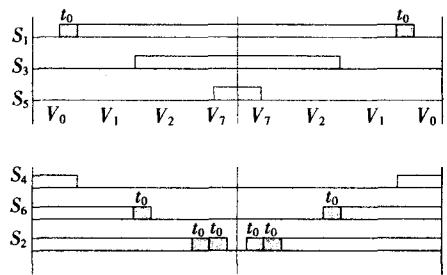 t₀ t₀
S₁
S₃
S₅
V₀ V₁ V₂ V₇ V₇ V₂ V₁ V₀
S₄
t₀ t₀
S₆
t₀ t₀ t₀ t₀
S₂